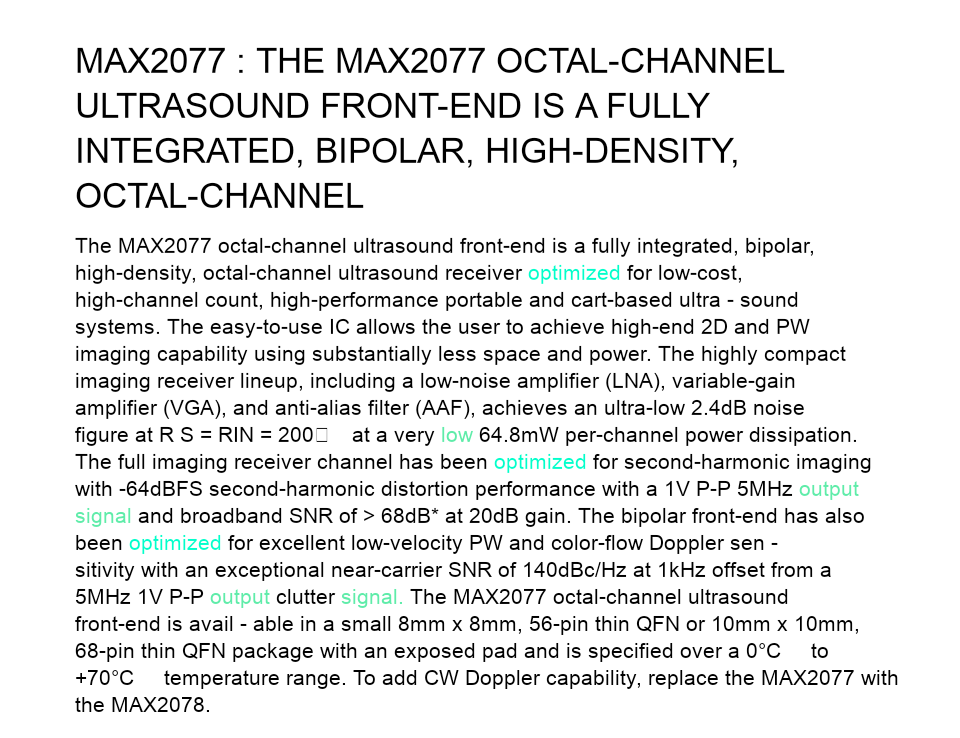 MAX2077 : THE MAX2077 OCTAL-CHANNEL
ULTRASOUND FRONT-END IS A FULLY
INTEGRATED, BIPOLAR, HIGH-DENSITY,
OCTAL-CHANNEL
The MAX2077 octal-channel ultrasound front-end is a fully integrated, bipolar,
high-density, octal-channel ultrasound receiver optimized for low-cost,
high-channel count, high-performance portable and cart-based ultra - sound
systems. The easy-to-use IC allows the user to achieve high-end 2D and PW
imaging capability using substantially less space and power. The highly compact
imaging receiver lineup, including a low-noise amplifier (LNA), variable-gain
amplifier (VGA), and anti-alias filter (AAF), achieves an ultra-low 2.4dB noise
figure at R S = RIN = 200□ at a very low 64.8mW per-channel power dissipation.
The full imaging receiver channel has been optimized for second-harmonic imaging
with -64dBFS second-harmonic distortion performance with a 1V P-P 5MHz output
signal and broadband SNR of > 68dB* at 20dB gain. The bipolar front-end has also
been optimized for excellent low-velocity PW and color-flow Doppler sen -
sitivity with an exceptional near-carrier SNR of 140dBc/Hz at 1kHz offset from a
5MHz 1V P-P output clutter signal. The MAX2077 octal-channel ultrasound
front-end is avail - able in a small 8mm x 8mm, 56-pin thin QFN or 10mm x 10mm,
68-pin thin QFN package with an exposed pad and is specified over a 0°C to
+70°C temperature range. To add CW Doppler capability, replace the MAX2077 with
the MAX2078.